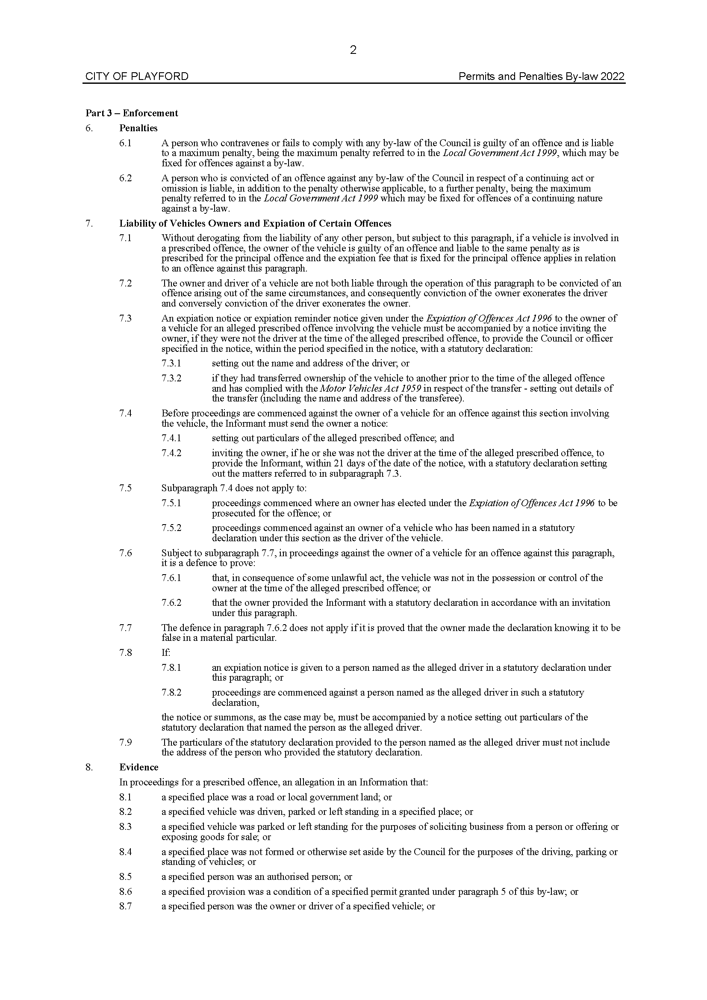 2
CITY OF PLAYFORD Permits and Penalties By-law 2022
Part 3 – Enforcement
6. Penalties
6.1 A person who contravenes or fails to comply with any by-law of the Council is guilty of an offence and is liable
to a maximum penalty, being the maximum penalty referred to in the Local Government Act 1999, which may be
fixed for offences against a by-law.
6.2 A person who is convicted of an offence against any by-law of the Council in respect of a continuing act or
omission is liable, in addition to the penalty otherwise applicable, to a further penalty, being the maximum
penalty referred to in the Local Government Act 1999 which may be fixed for offences of a continuing nature
against a by-law.
7. Liability of Vehicles Owners and Expiation of Certain Offences
7.1 Without derogating from the liability of any other person, but subject to this paragraph, if a vehicle is involved in
a prescribed offence, the owner of the vehicle is guilty of an offence and liable to the same penalty as is
prescribed for the principal offence and the expiation fee that is fixed for the principal offence applies in relation
to an offence against this paragraph.
7.2 The owner and driver of a vehicle are not both liable through the operation of this paragraph to be convicted of an
offence arising out of the same circumstances, and consequently conviction of the owner exonerates the driver
and conversely conviction of the driver exonerates the owner.
7.3 An expiation notice or expiation reminder notice given under the Expiation of Offences Act 1996 to the owner of
a vehicle for an alleged prescribed offence involving the vehicle must be accompanied by a notice inviting the
owner, if they were not the driver at the time of the alleged prescribed offence, to provide the Council or officer
specified in the notice, within the period specified in the notice, with a statutory declaration:
7.3.1 setting out the name and address of the driver; or
7.3.2 if they had transferred ownership of the vehicle to another prior to the time of the alleged offence
and has complied with the Motor Vehicles Act 1959 in respect of the transfer - setting out details of
the transfer (including the name and address of the transferee).
7.4 Before proceedings are commenced against the owner of a vehicle for an offence against this section involving
the vehicle, the Informant must send the owner a notice:
7.4.1 setting out particulars of the alleged prescribed offence; and
7.4.2 inviting the owner, if he or she was not the driver at the time of the alleged prescribed offence, to
provide the Informant, within 21 days of the date of the notice, with a statutory declaration setting
out the matters referred to in subparagraph 7.3.
7.5 Subparagraph 7.4 does not apply to:
7.5.1 proceedings commenced where an owner has elected under the Expiation of Offences Act 1996 to be
prosecuted for the offence; or
7.5.2 proceedings commenced against an owner of a vehicle who has been named in a statutory
declaration under this section as the driver of the vehicle.
7.6 Subject to subparagraph 7.7, in proceedings against the owner of a vehicle for an offence against this paragraph,
it is a defence to prove:
7.6.1 that, in consequence of some unlawful act, the vehicle was not in the possession or control of the
owner at the time of the alleged prescribed offence; or
7.6.2 that the owner provided the Informant with a statutory declaration in accordance with an invitation
under this paragraph.
7.7 The defence in paragraph 7.6.2 does not apply if it is proved that the owner made the declaration knowing it to be
false in a material particular.
7.8 If:
7.8.1 an expiation notice is given to a person named as the alleged driver in a statutory declaration under
this paragraph; or
7.8.2 proceedings are commenced against a person named as the alleged driver in such a statutory
declaration,
the notice or summons, as the case may be, must be accompanied by a notice setting out particulars of the
statutory declaration that named the person as the alleged driver.
7.9 The particulars of the statutory declaration provided to the person named as the alleged driver must not include
the address of the person who provided the statutory declaration.
8. Evidence
In proceedings for a prescribed offence, an allegation in an Information that:
8.1 a specified place was a road or local government land; or
8.2 a specified vehicle was driven, parked or left standing in a specified place; or
8.3 a specified vehicle was parked or left standing for the purposes of soliciting business from a person or offering or
exposing goods for sale; or
8.4 a specified place was not formed or otherwise set aside by the Council for the purposes of the driving, parking or
standing of vehicles; or
8.5 a specified person was an authorised person; or
8.6 a specified provision was a condition of a specified permit granted under paragraph 5 of this by-law; or
8.7 a specified person was the owner or driver of a specified vehicle; or